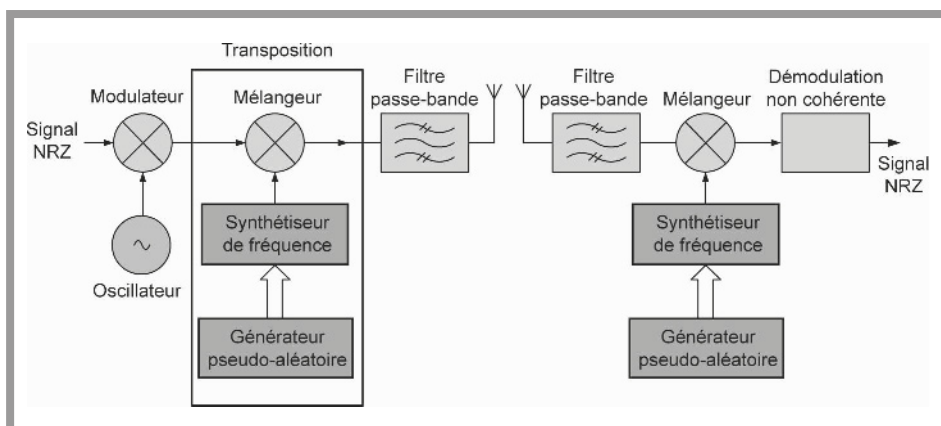 Transposition
Modulateur
Mélangeur
Filtre
passe-bande
Filtre
passe-bande
Mélangeur
Démodulation
non cohérente
Signal
NRZ
Signal
NRZ
Synthétiseur
de fréquence
Synthétiseur
de fréquence
Oscillateur
Générateur
pseudo-aléatoire
Générateur
pseudo-aléatoire